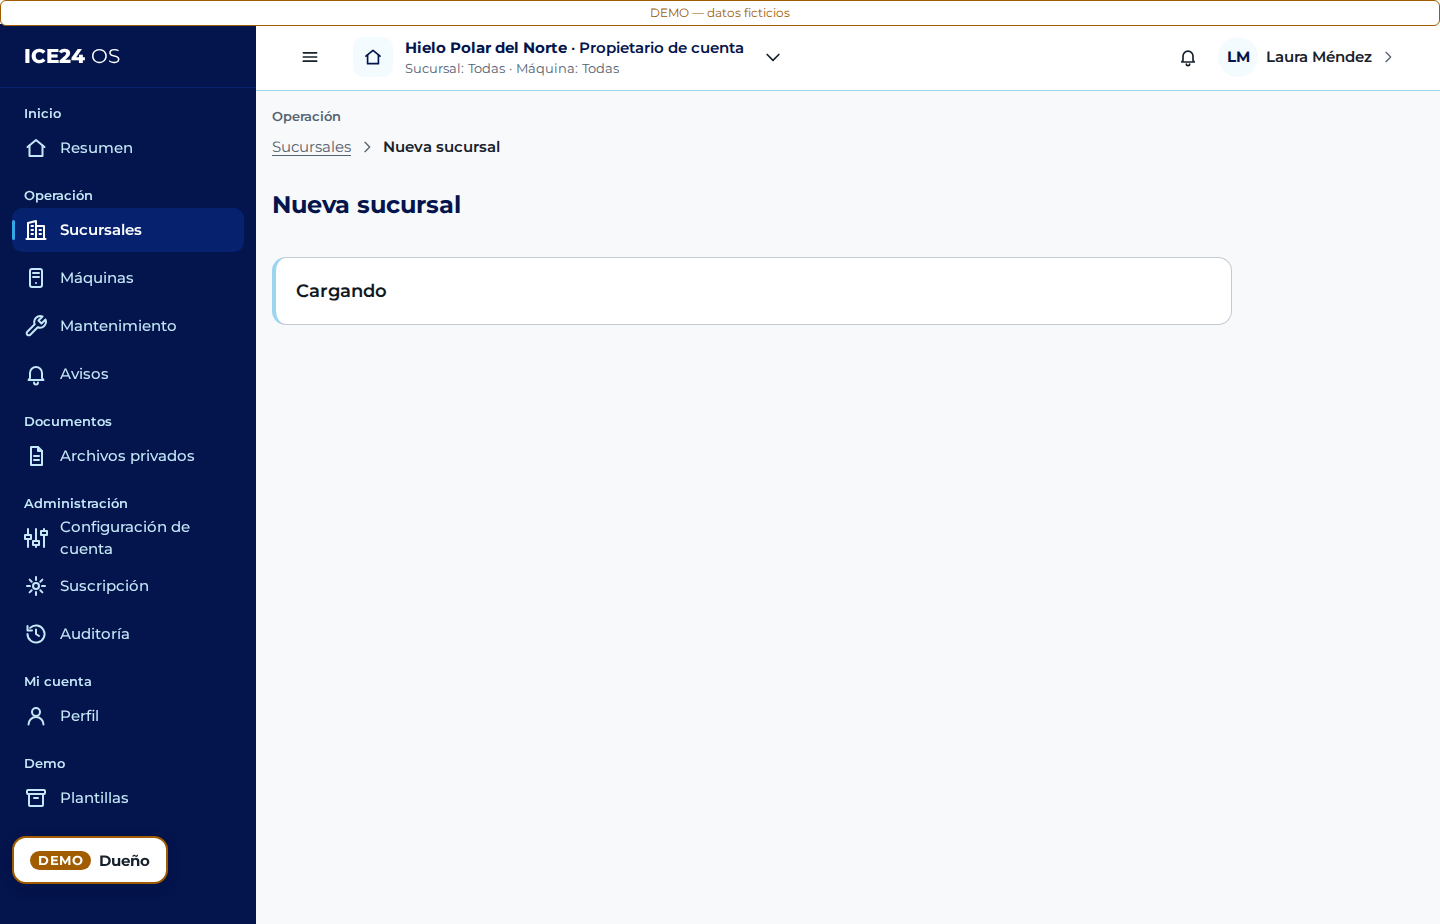 DEMO — datos ficticios
ICE24 OS
Inicio
Resumen
Operación
Sucursales
Máquinas
Mantenimiento
Avisos
Documentos
Archivos privados
Administración
Configuración de
cuenta
Suscripción
Auditoría
Mi cuenta
Perfil
Demo
Plantillas
DEMO Dueño
Hielo Polar del Norte · Propietario de cuenta
Sucursal: Todas · Máquina: Todas
LM Laura Méndez
Operación
Sucursales > Nueva sucursal
Nueva sucursal
Cargando